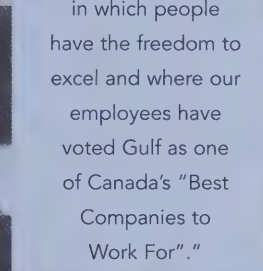 in which people
have the freedom to
excel and where our
employees have
voted Gulf as one
of Canada's "Best
Companies to
Work For"."